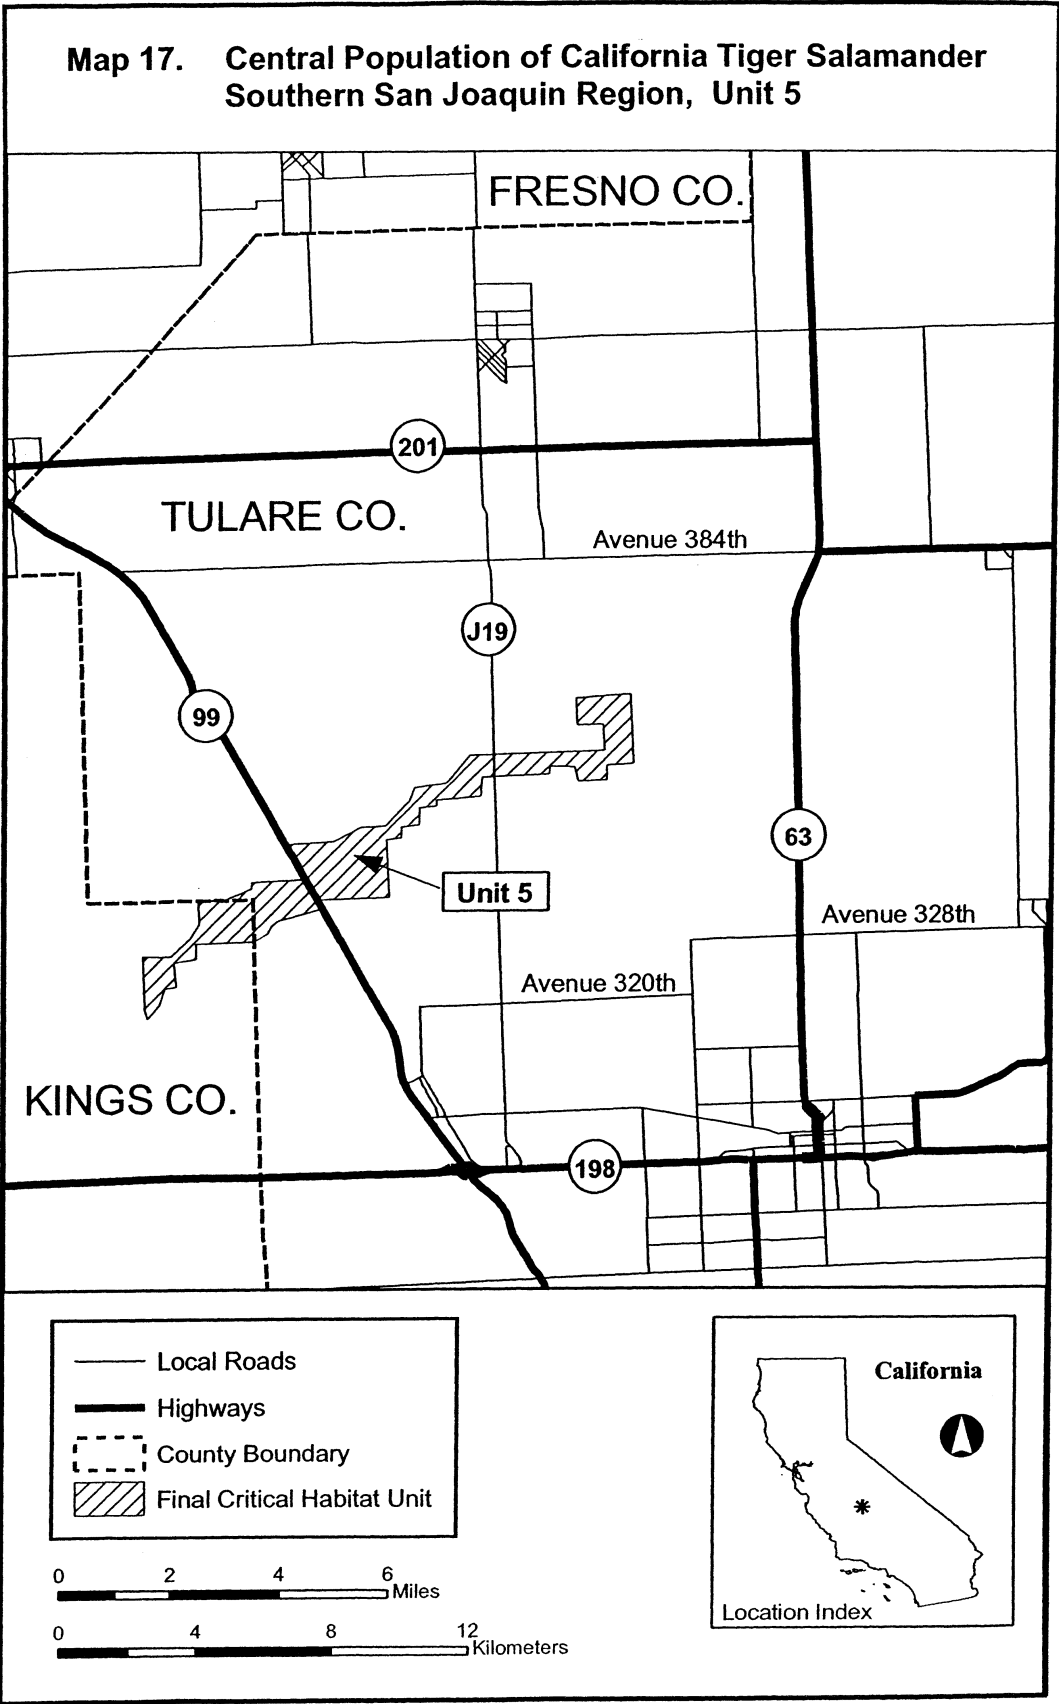 Map 17. Central Population of California Tiger Salamander
Southern San Joaquin Region, Unit 5
FRESNO CO.
201
TULARE CO.
Avenue 384th
J19
99
63
Unit 5
Avenue 328th
Avenue 320th
KINGS CO.
198
Local Roads
Highways
County Boundary
Final Critical Habitat Unit
0 2 4 6
Miles
0 4 8 12
Kilometers
California
Location Index